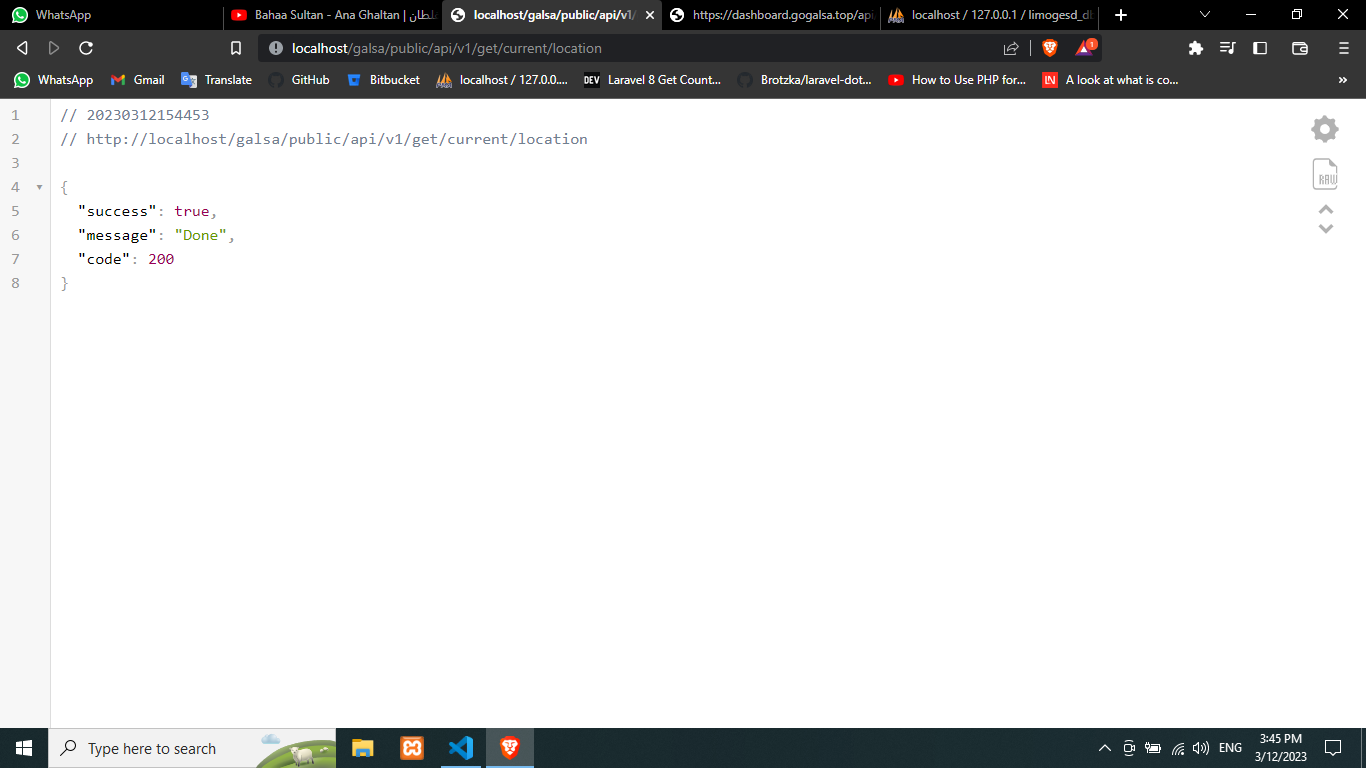 WhatsApp
Bahaa Sultan - Ana Ghaltan | لطان
localhost/galsa/public/api/v1/
https://dashboard.gogalsa.top/api
localhost / 127.0.0.1 / limogesd_db
localhost/galsa/public/api/v1/get/current/location
1
WhatsApp
Gmail
Translate
GitHub
Bitbucket
localhost / 127.0.0....
DEV
Laravel 8 Get Count...
Brotzka/laravel-dot...
How to Use PHP for...
LN
A look at what is co...
»
1 // 20230312154453
2 // http://localhost/galsa/public/api/v1/get/current/location
3
4 {
5 "success": true,
6 "message": "Done",
7 "code": 200
8 }
RAW
Type here to search
ENG
3:45 PM
3/12/2023